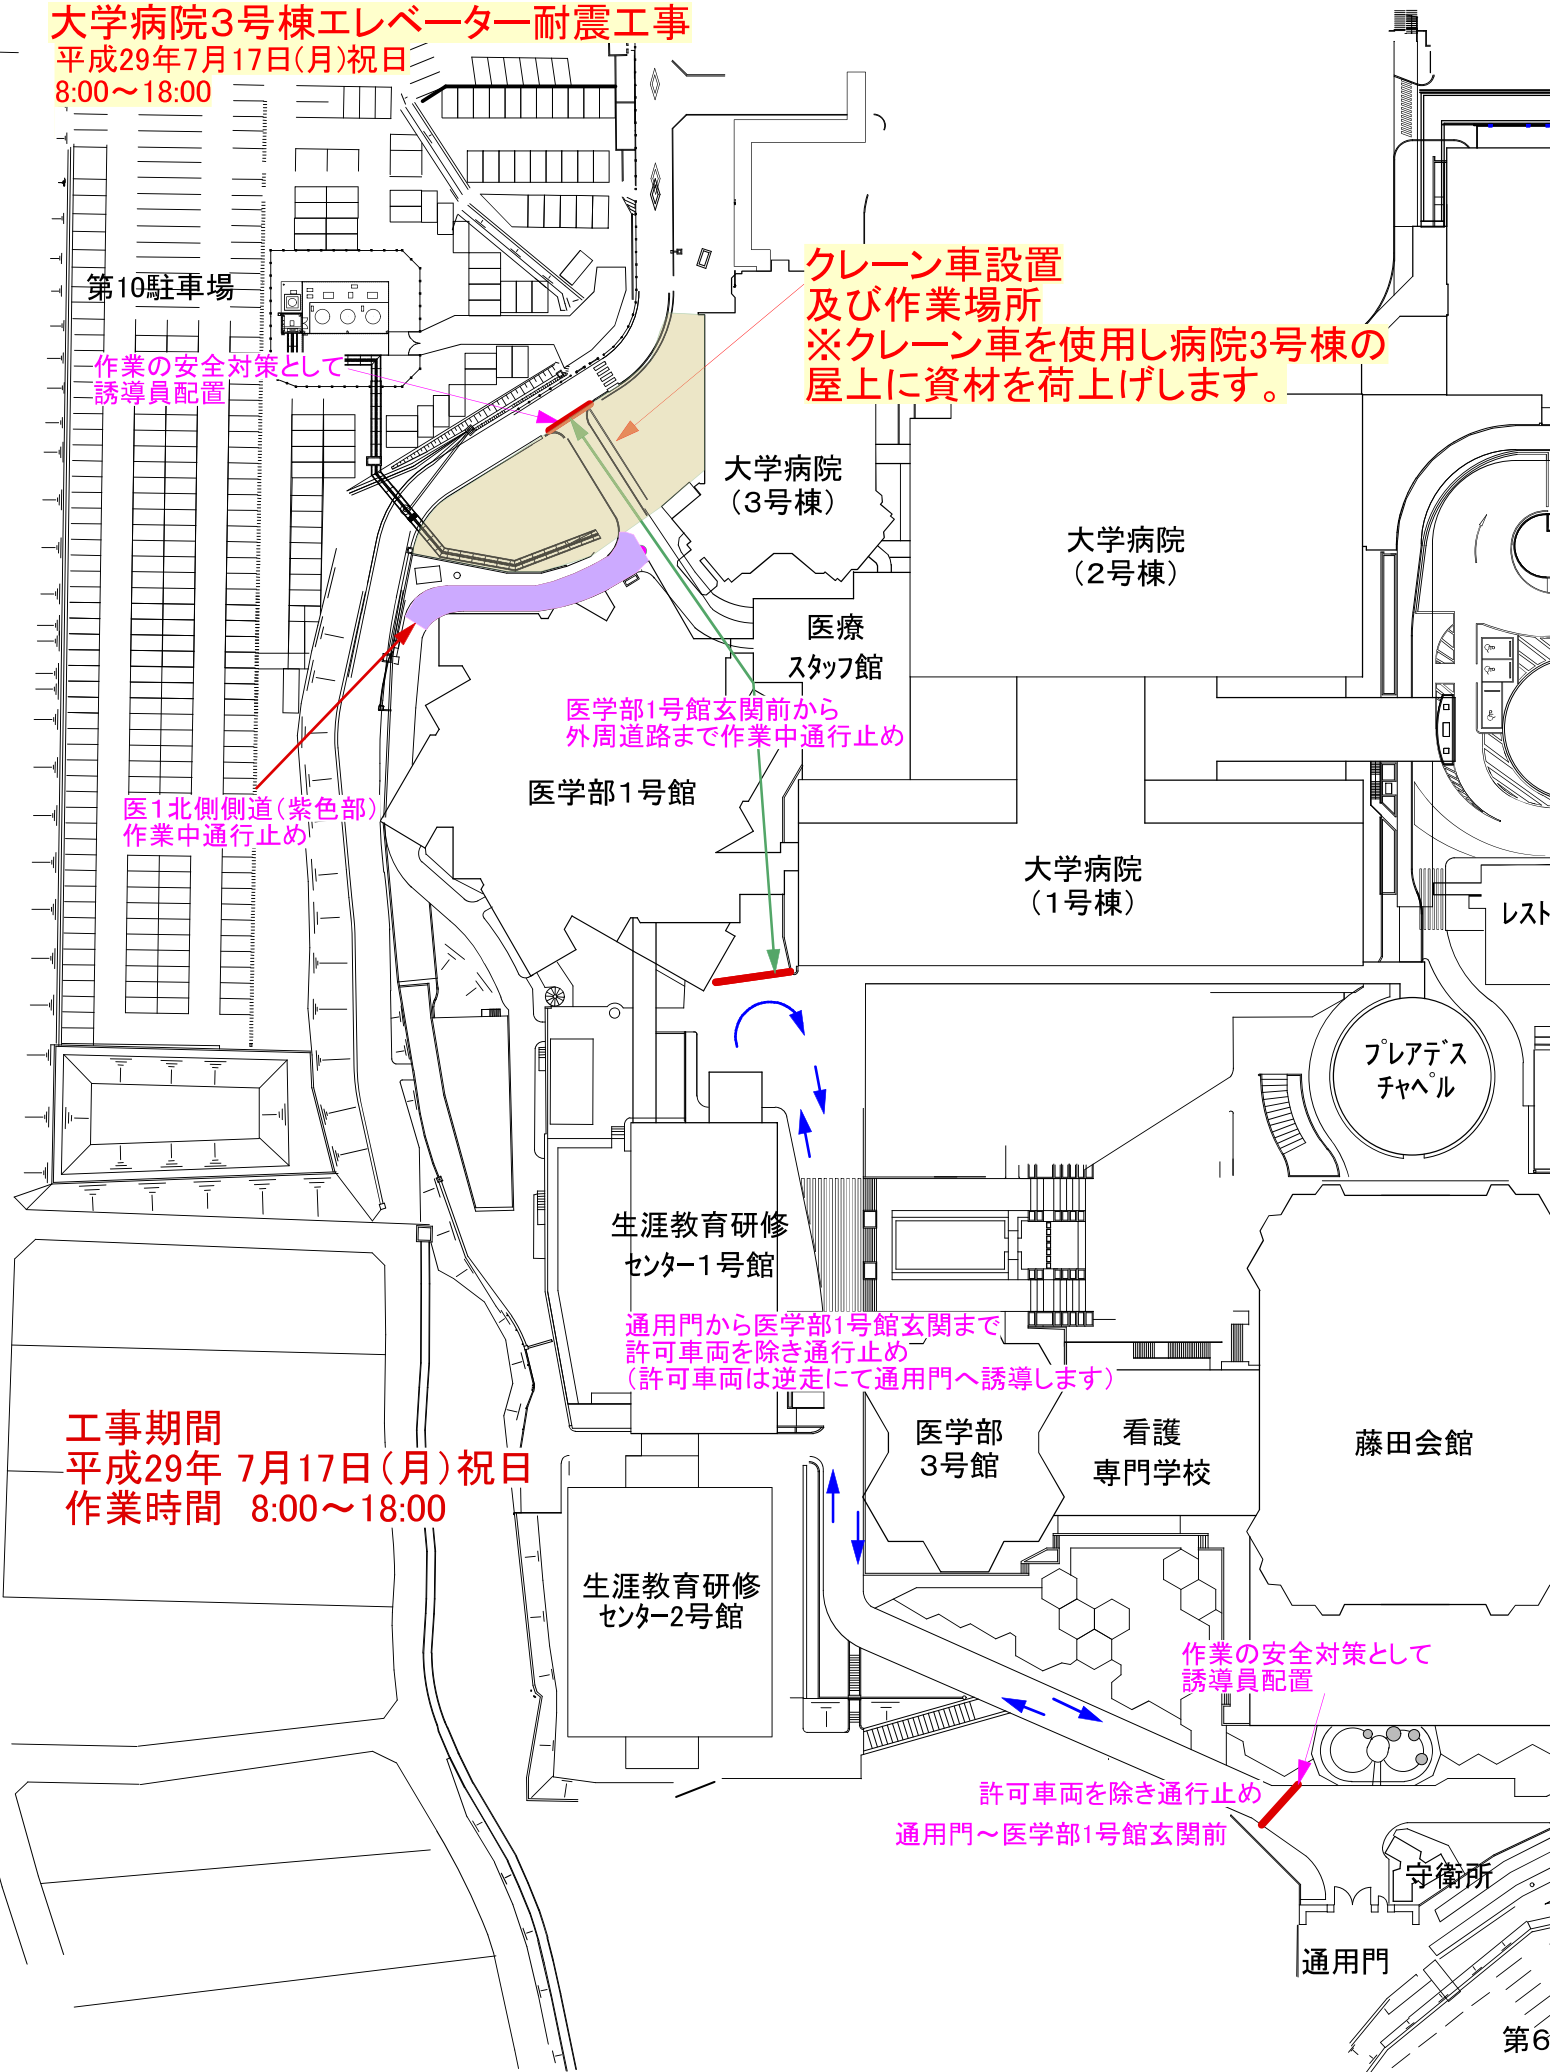 大学病院３号棟エレベーター耐震工事
平成29年7月17日(月)祝日
8:00～18:00
第10駐車場
クレーン車設置
及び作業場所
※クレーン車を使用し病院3号棟の
屋上に資材を荷上げします。
作業の安全対策として
誘導員配置
大学病院
（３号棟）
大学病院
（２号棟）
医療
スタッフ館
医学部1号館玄関前から
外周道路まで作業中通行止め
医学部１号館
医１北側側道（紫色部）
作業中通行止め
大学病院
（１号棟）
レスト
プレアデス
チャペル
生涯教育研修
センター１号館
通用門から医学部1号館玄関まで
許可車両を除き通行止め
（許可車両は逆走にて通用門へ誘導します）
医学部
３号館
看護
専門学校
藤田会館
工事期間
平成29年 7月17日（月）祝日
作業時間 8:00～18:00
生涯教育研修
センター2号館
作業の安全対策として
誘導員配置
許可車両を除き通行止め
通用門～医学部1号館玄関前
守衛所
通用門
第6